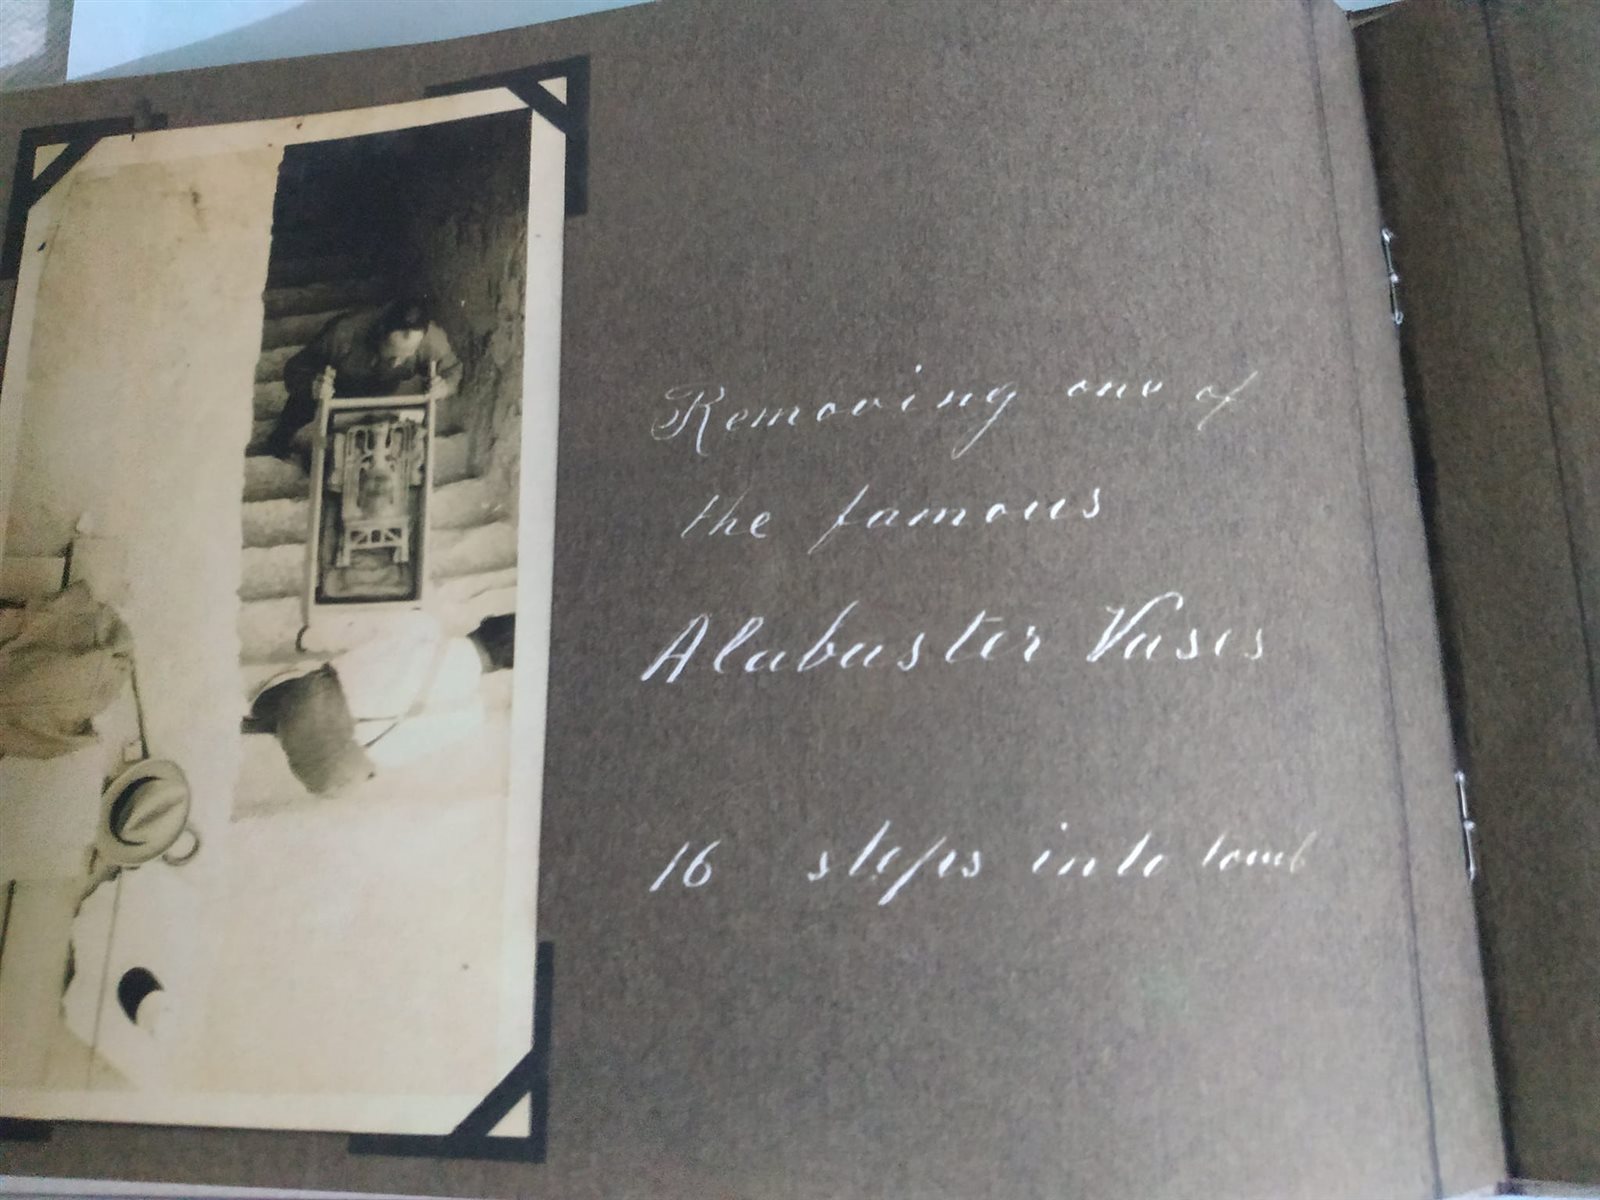 Removing one of
the famous
Alabaster Vases
16 steps into tomb